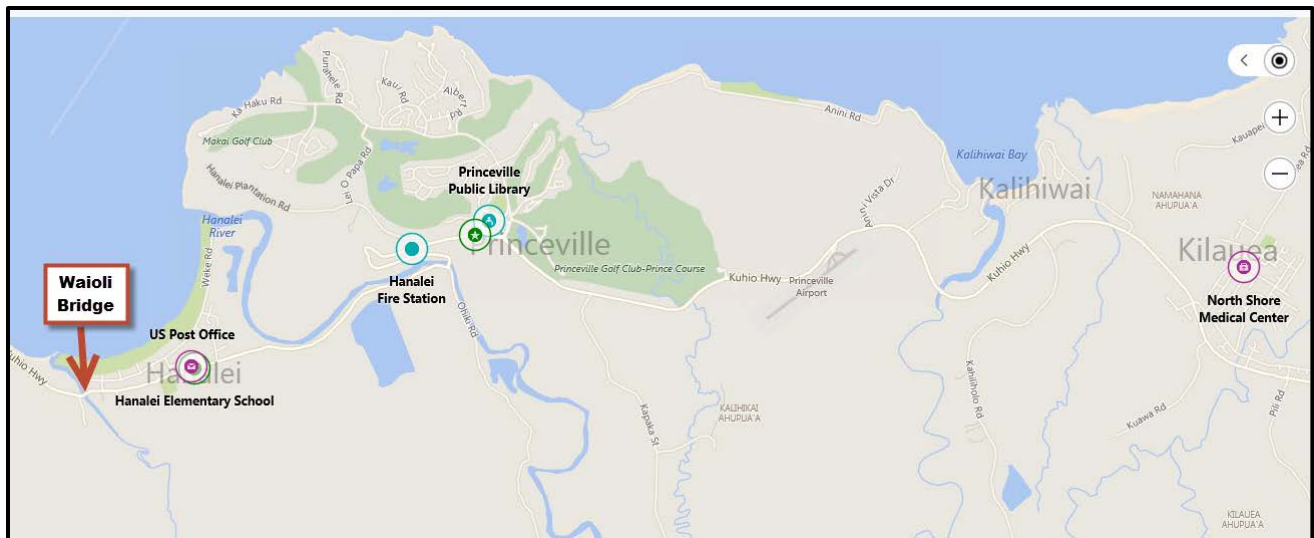 Punahele Rd
Kaui Rd
Albert Rd
Ka Haku Rd
Anini Rd
Kauapea Rd
Makai Golf Club
Lei O Papa Rd
Hanalei Plantation Rd
Princeville
Public Library
Kalihiwai Bay
Kalihiwai
Anini Vista Dr
NAMAHANA
AHUPUA'A
Hanalei
River
Weke Rd
Princeville
Kilauea
Hanalei
Fire Station
Princeville Golf Club-Prince Course
Kuhio Hwy
Princeville
Airport
Kuhio Hwy
Waioli
Bridge
North Shore
Medical Center
US Post Office
Ohiki Rd
Kuhio Hwy
Hanalei
Hanalei Elementary School
Kapaka St
KALIHIKAI
AHUPUA'A
Kahiliholo Rd
Kuawa Rd
Pili Rd
KILAUEA
AHUPUA'A